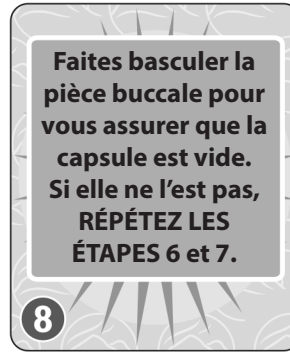 Faites basculer la
pièce buccale pour
vous assurer que la
capsule est vide.
Si elle ne l'est pas,
RÉPÉTEZ LES
ÉTAPES 6 et 7.
8